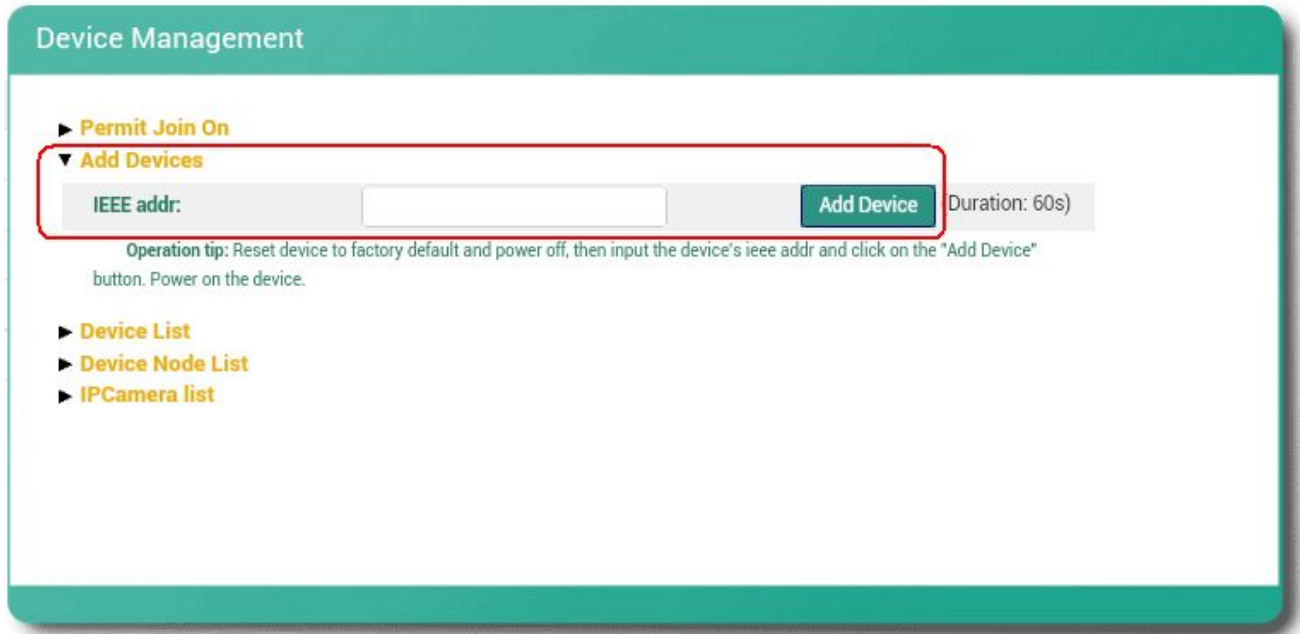 Device Management
Permit Join On
Add Devices
IEEE addr: Add Device (Duration: 60s)
Operation tip: Reset device to factory default and power off, then input the device's ieee addr and click on the "Add Device"
button. Power on the device.
Device List
Device Node List
IPCamera list